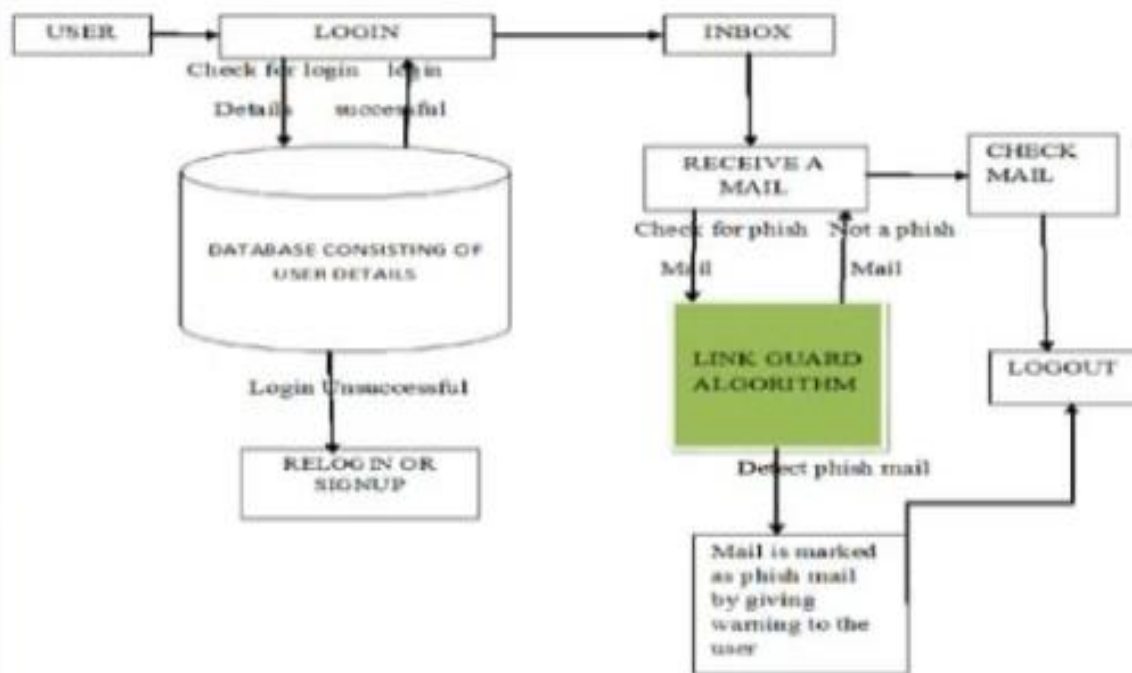 USER
LOGIN
INBOX
Check for login
login
Details
successful
RECEIVE A
MAIL
CHECK
MAIL
DATABASE CONSISTING OF
USER DETAILS
Check for phish
Not a phish
Mail
Mail
LINK GUARD
ALGORITHM
LOGOUT
Login Unsuccessful
RELOGIN OR
SIGNUP
Detect phish mail
Mail is marked
as phish mail
by giving
warning to the
user